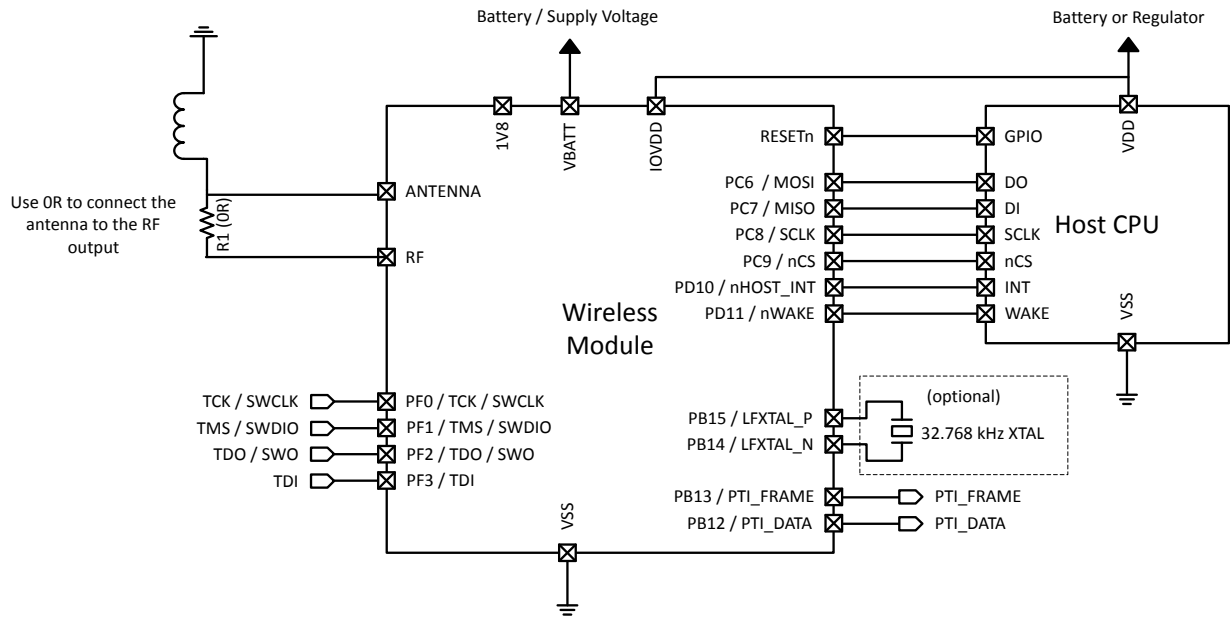 Battery / Supply Voltage
Battery or Regulator
1V8
VBATT
IOVDD
VDD
RESETn
GPIO
ANTENNA
PC6 / MOSI
DO
PC7 / MISO
DI
Use 0R to connect the
antenna to the RF
output
R1 (0R)
PC8 / SCLK
SCLK
Host CPU
RF
PC9 / nCS
nCS
PD10 / nHOST_INT
INT
PD11 / nWAKE
WAKE
VSS
Wireless
Module
TCK / SWCLK
PF0 / TCK / SWCLK
TMS / SWDIO
PF1 / TMS / SWDIO
TDO / SWO
PF2 / TDO / SWO
TDI
PF3 / TDI
(optional)
PB15 / LFXTAL_P
32.768 kHz XTAL
PB14 / LFXTAL_N
PB13 / PTI_FRAME
PTI_FRAME
PB12 / PTI_DATA
PTI_DATA
VSS